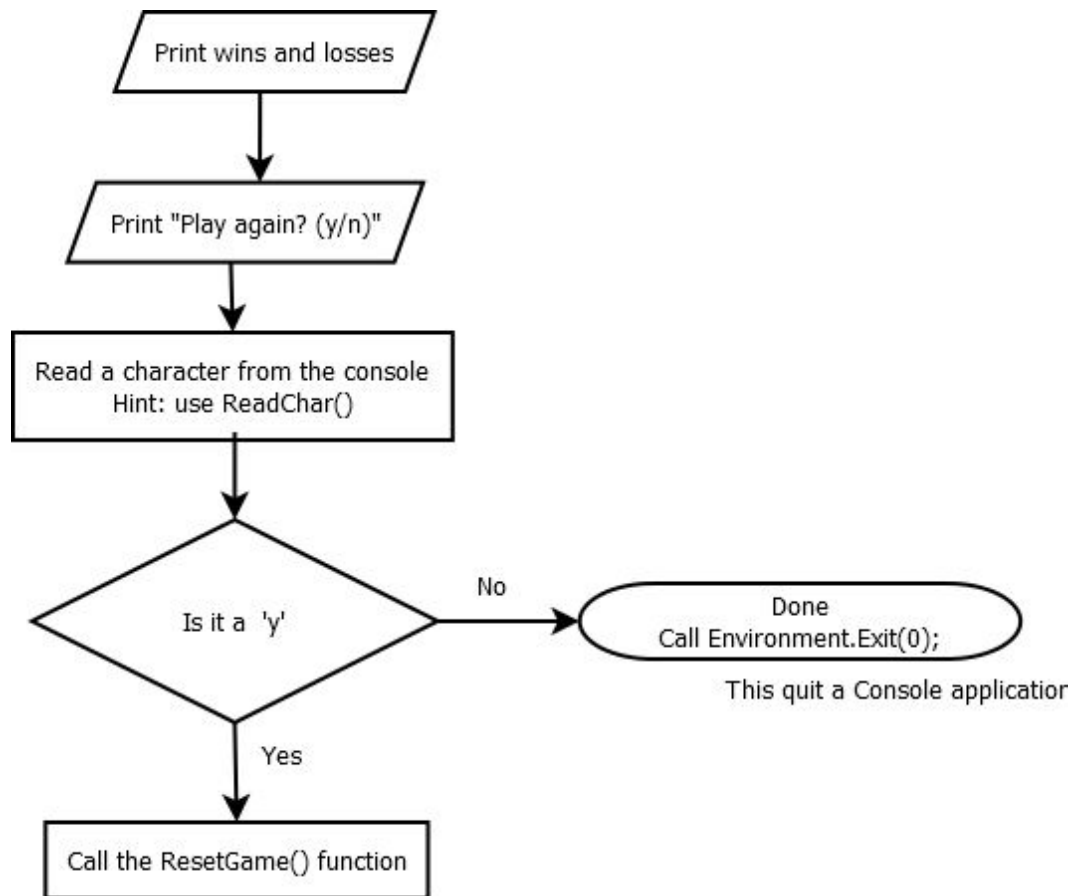 Print wins and losses
Print "Play again? (y/n)"
Read a character from the console
Hint: use ReadChar()
Is it a 'y'
No
Done
Call Environment.Exit(0);
This quit a Console application
Yes
Call the ResetGame() function